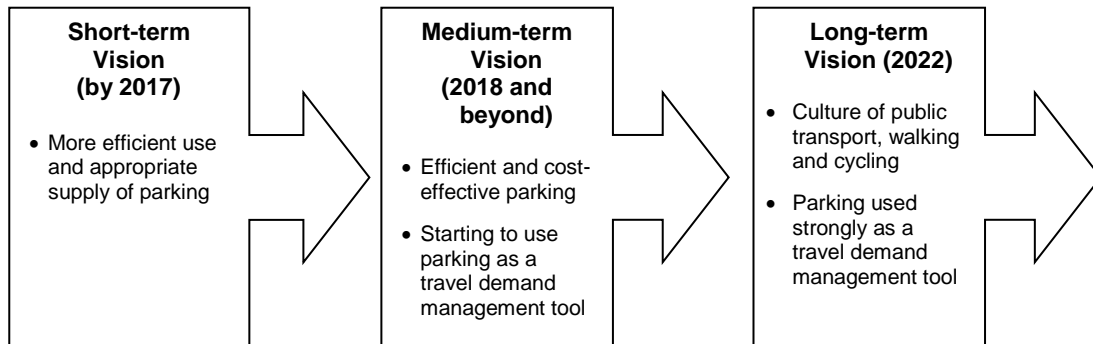 Short-term
Vision
(by 2017)
• More efficient use
and appropriate
supply of parking
Medium-term
Vision
(2018 and
beyond)
• Efficient and cost-
effective parking
• Starting to use
parking as a
travel demand
management tool
Long-term
Vision (2022)
• Culture of public
transport, walking
and cycling
• Parking used
strongly as a
travel demand
management tool